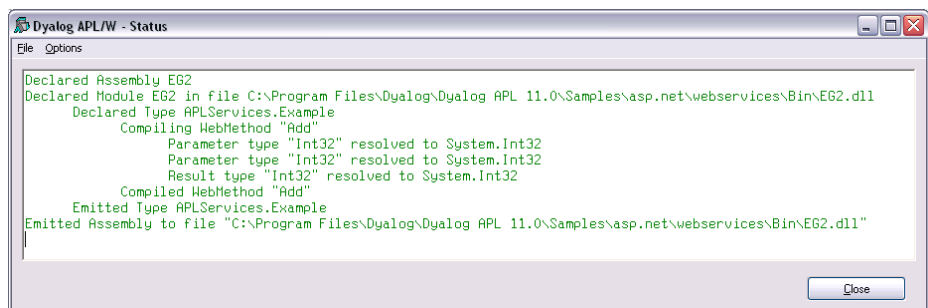 Dyalog APL/W - Status
File Options
Declared Assembly EG2
Declared Module EG2 in file C:\Program Files\Dyalog\Dyalog APL 11.0\Samples\asp.net\webservices\Bin\EG2.dll
Declared Type APLServices.Example
Compiling WebMethod "Add"
Parameter type "Int32" resolved to System.Int32
Parameter type "Int32" resolved to System.Int32
Result type "Int32" resolved to System.Int32
Compiled WebMethod "Add"
Emitted Type APLServices.Example
Emitted Assembly to file "C:\Program Files\Dyalog\Dyalog APL 11.0\Samples\asp.net\webservices\Bin\EG2.dll"
Close